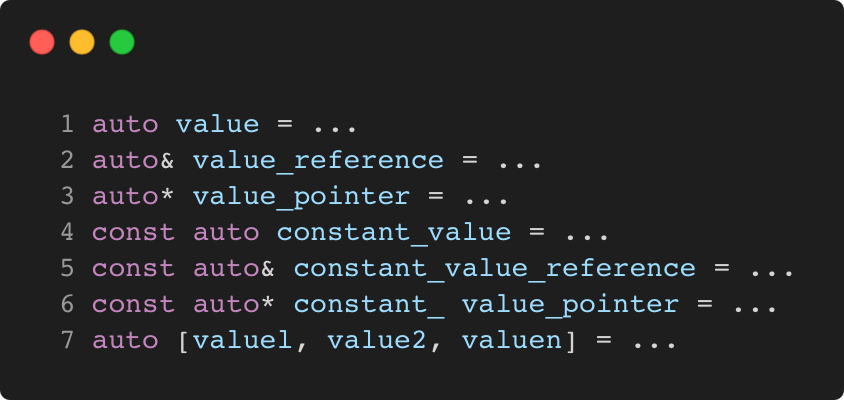 1 auto value = ...
2 auto& value_reference = ...
3 auto* value_pointer = ...
4 const auto constant_value = ...
5 const auto& constant_value_reference = ...
6 const auto* constant_ value_pointer = ...
7 auto [valuel, value2, valuen] = ...